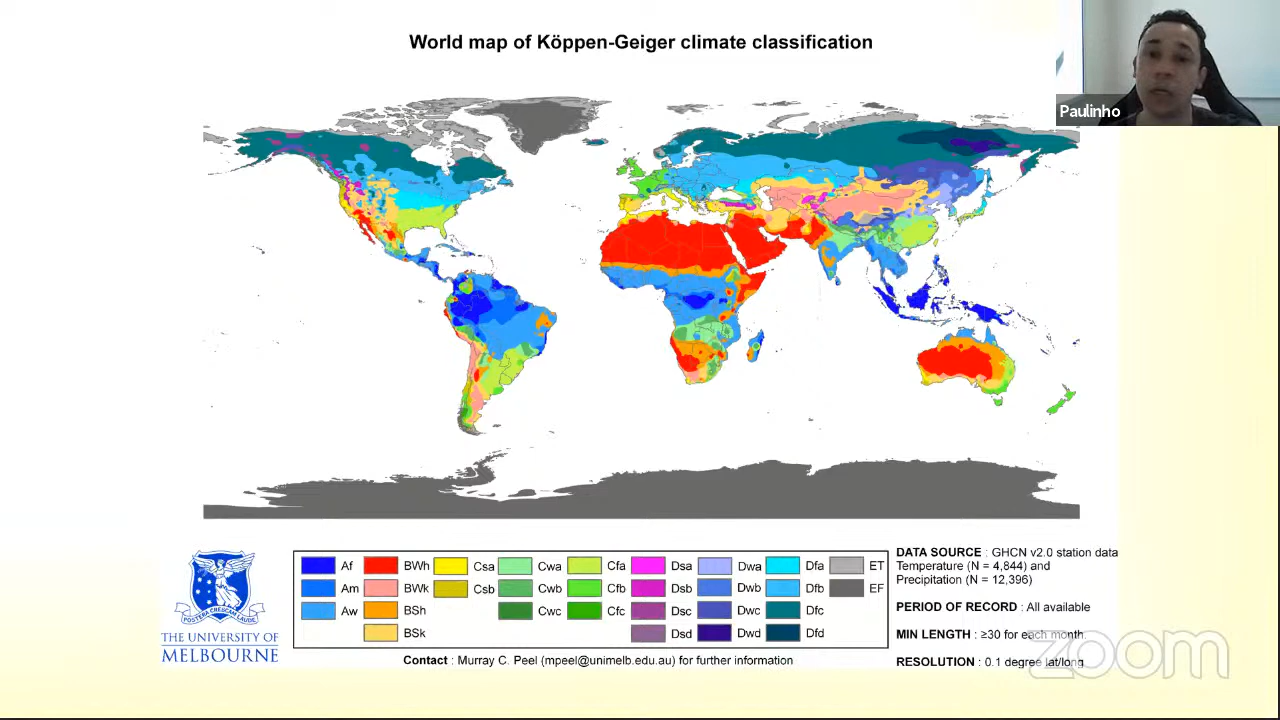 World map of Köppen-Geiger climate classification
Paulinho
Af
BWh
Csa
Cwa
Cfa
Dsa
Dwa
Dfa
ET
Am
BWk
Csb
Cwb
Cfb
Dsb
Dwb
Dfb
EF
Aw
BSh
Cwc
Cfc
Dsc
Dwc
Dfc
BSk
Dsd
Dwd
Dfd
DATA SOURCE : GHCN v2.0 station data
Temperature (N = 4,844) and
Precipitation (N = 12,396)
PERIOD OF RECORD : All available
MIN LENGTH : ≥30 for each month.
RESOLUTION : 0.1 degree lat/long
POSTERA CRESCAM LAUDE
THE UNIVERSITY OF
MELBOURNE
Contact : Murray C. Peel (mpeel@unimelb.edu.au) for further information
zoom